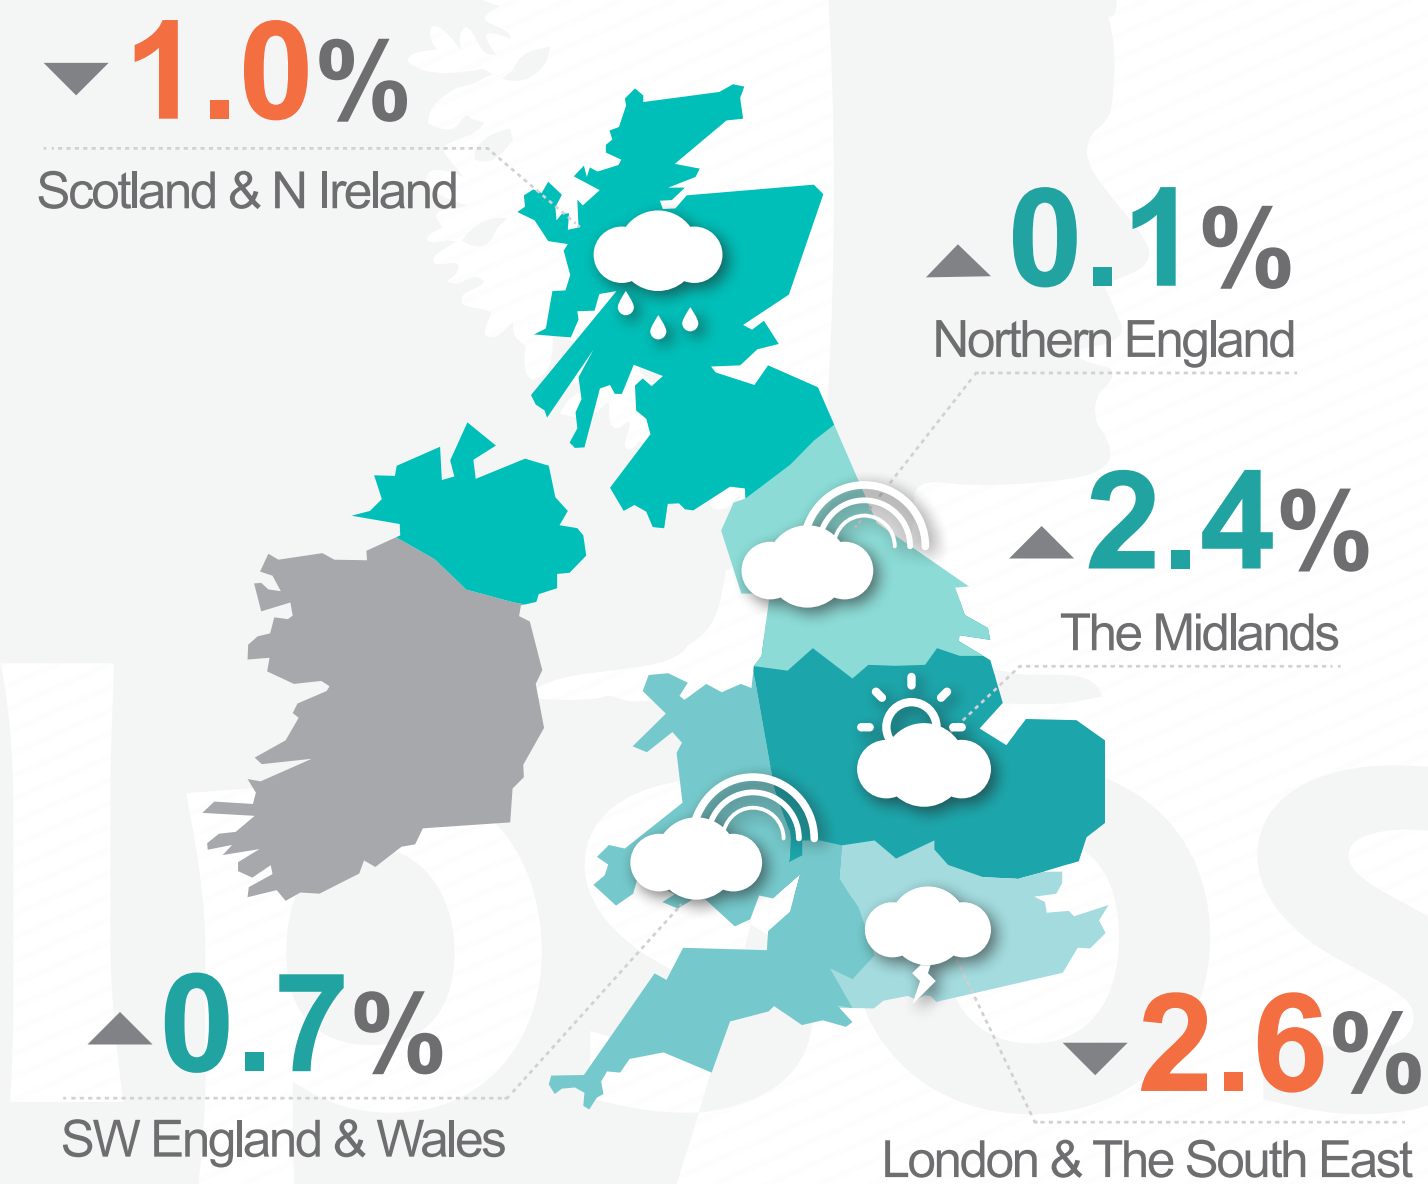 ▼1.0%
Scotland & N Ireland
▲0.1%
Northern England
▲2.4%
The Midlands
▲0.7%
SW England & Wales
▼2.6%
London & The South East
Ipsos